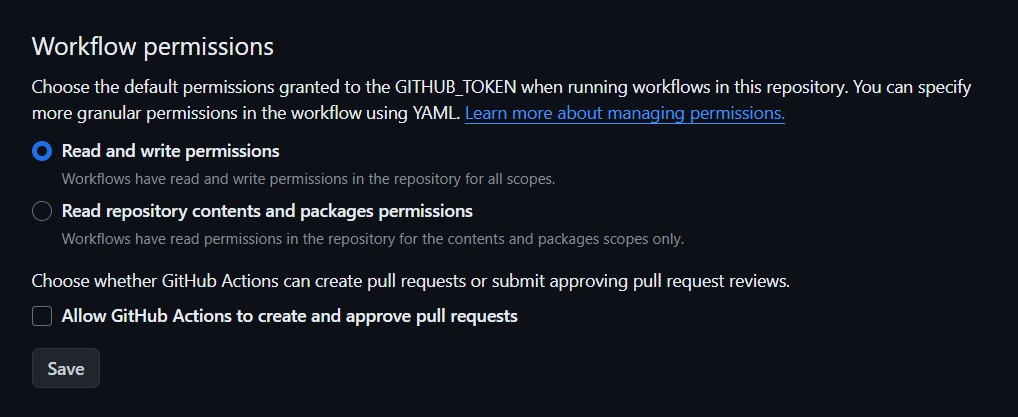 Workflow permissions
Choose the default permissions granted to the GITHUB_TOKEN when running workflows in this repository. You can specify
more granular permissions in the workflow using YAML. Learn more about managing permissions.
Read and write permissions
Workflows have read and write permissions in the repository for all scopes.
Read repository contents and packages permissions
Workflows have read permissions in the repository for the contents and packages scopes only.
Choose whether GitHub Actions can create pull requests or submit approving pull request reviews.
Allow GitHub Actions to create and approve pull requests
Save